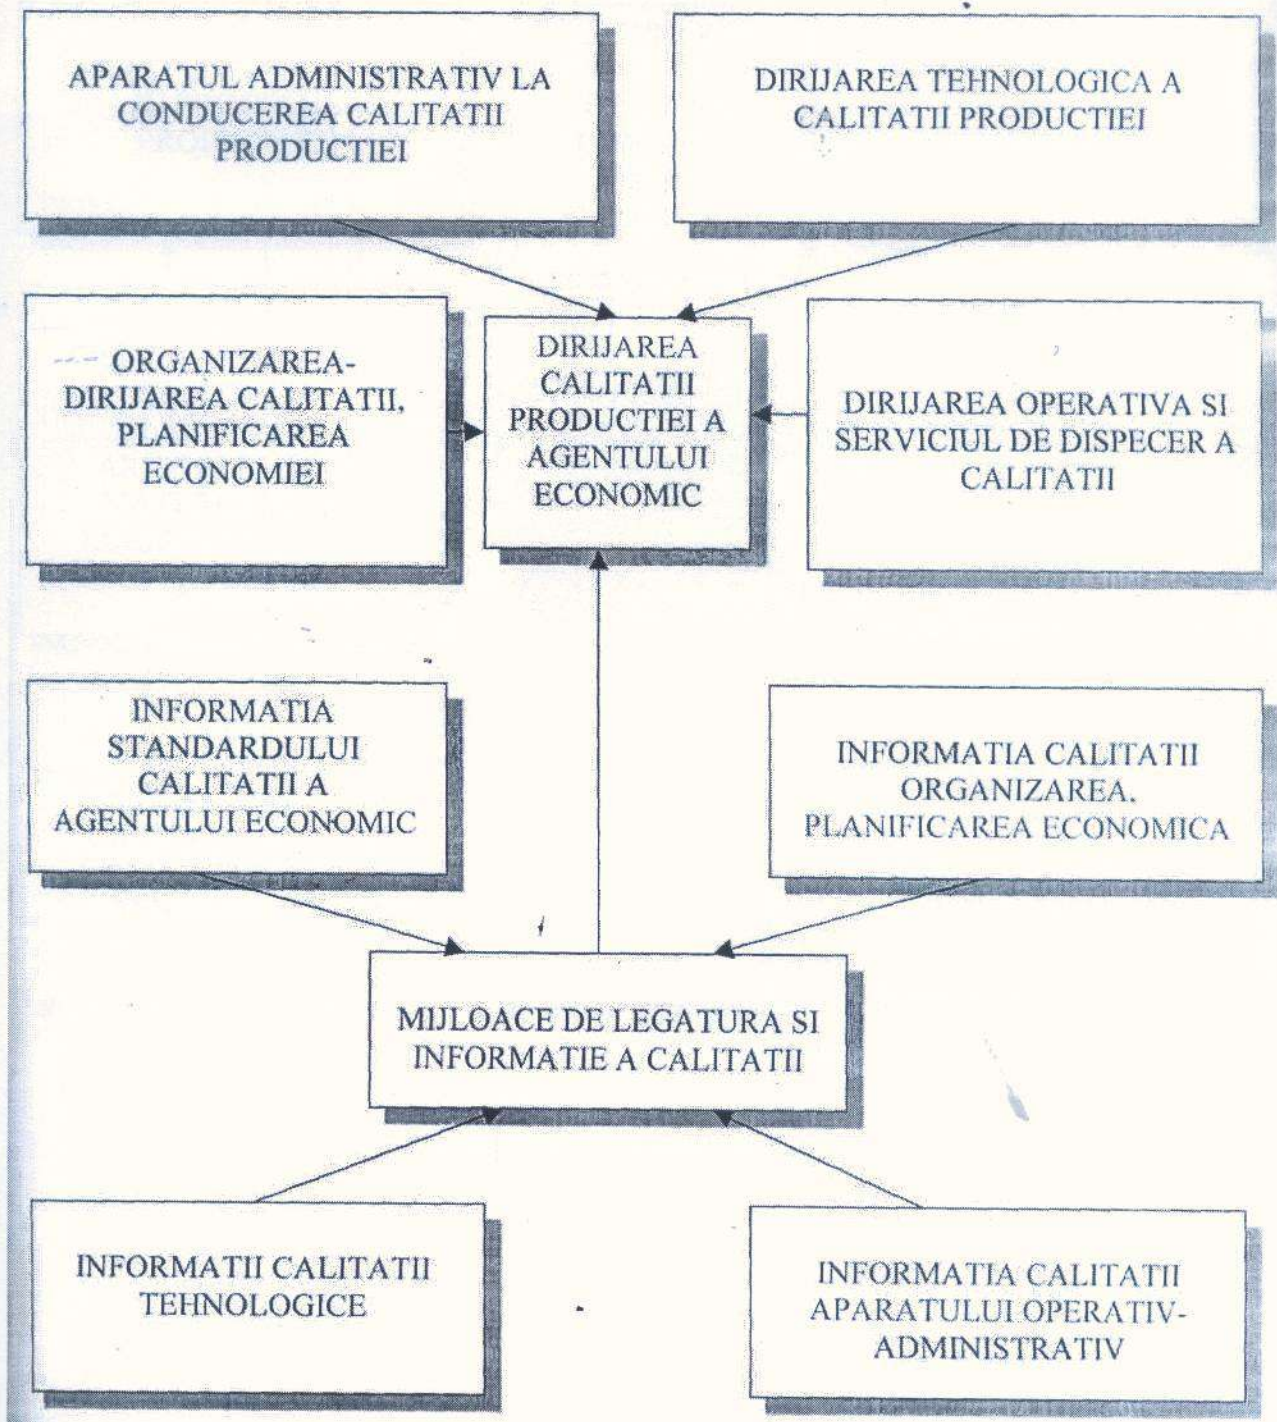 APARATUL ADMINISTRATIV LA
CONDUCEREA CALITATII
PRODUCTIEI
DIRIJAREA TEHNOLOGICA A
CALITATII PRODUCTIEI
ORGANIZAREA-
DIRIJAREA CALITATII,
PLANIFICAREA
ECONOMIEI
DIRIJAREA
CALITATII
PRODUCTIEI A
AGENTULUI
ECONOMIC
DIRIJAREA OPERATIVA SI
SERVICIUL DE DISPECER A
CALITATII
INFORMATIA
STANDARDULUI
CALITATII A
AGENTULUI ECONOMIC
INFORMATIA CALITATII
ORGANIZAREA.
PLANIFICAREA ECONOMICA
MIJLOACE DE LEGATURA SI
INFORMATIE A CALITATII
INFORMATII CALITATII
TEHNOLOGICE
INFORMATIA CALITATII
APARATULUI OPERATIV-
ADMINISTRATIV